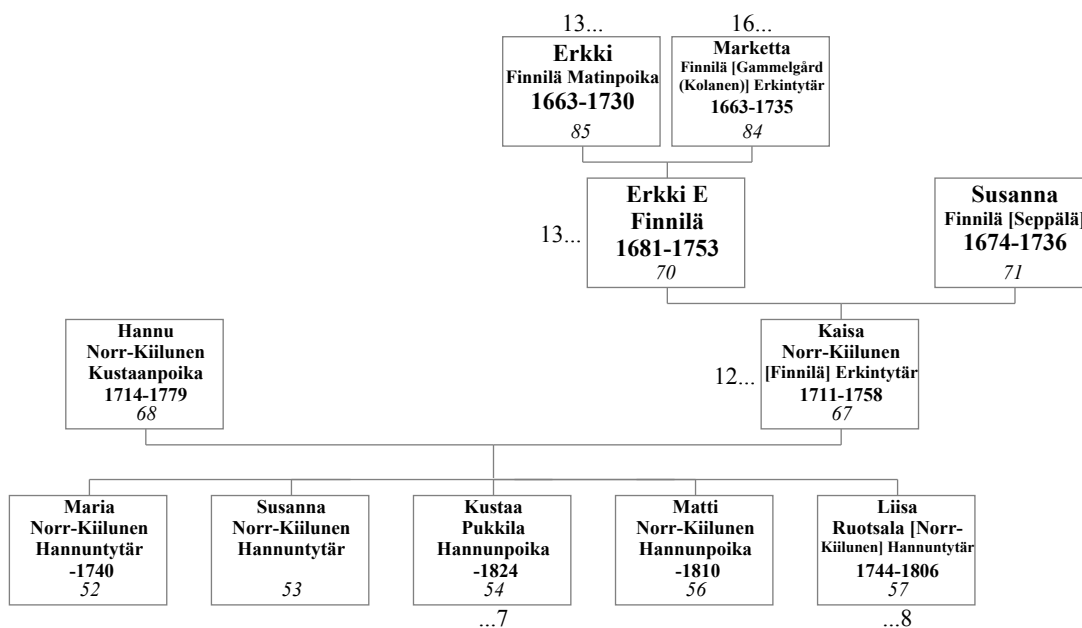 13...
16...
Erkki
Finnilä Matinpoika
1663-1730
85
Marketta
Finnilä [Gammelgård
(Kolanen)] Erkintytär
1663-1735
84
13...
Erkki E
Finnilä
1681-1753
70
Susanna
Finnilä [Seppälä]
1674-1736
71
Hannu
Norr-Kiilunen
Kustaanpoika
1714-1779
68
12...
Kaisa
Norr-Kiilunen
[Finnilä] Erkintytär
1711-1758
67
Maria
Norr-Kiilunen
Hannuntytär
-1740
52
Susanna
Norr-Kiilunen
Hannuntytär
53
Kustaa
Pukkila
Hannunpoika
-1824
54
Matti
Norr-Kiilunen
Hannunpoika
-1810
56
Liisa
Ruotsala [Norr-
Kiilunen] Hannuntytär
1744-1806
57
...7
...8